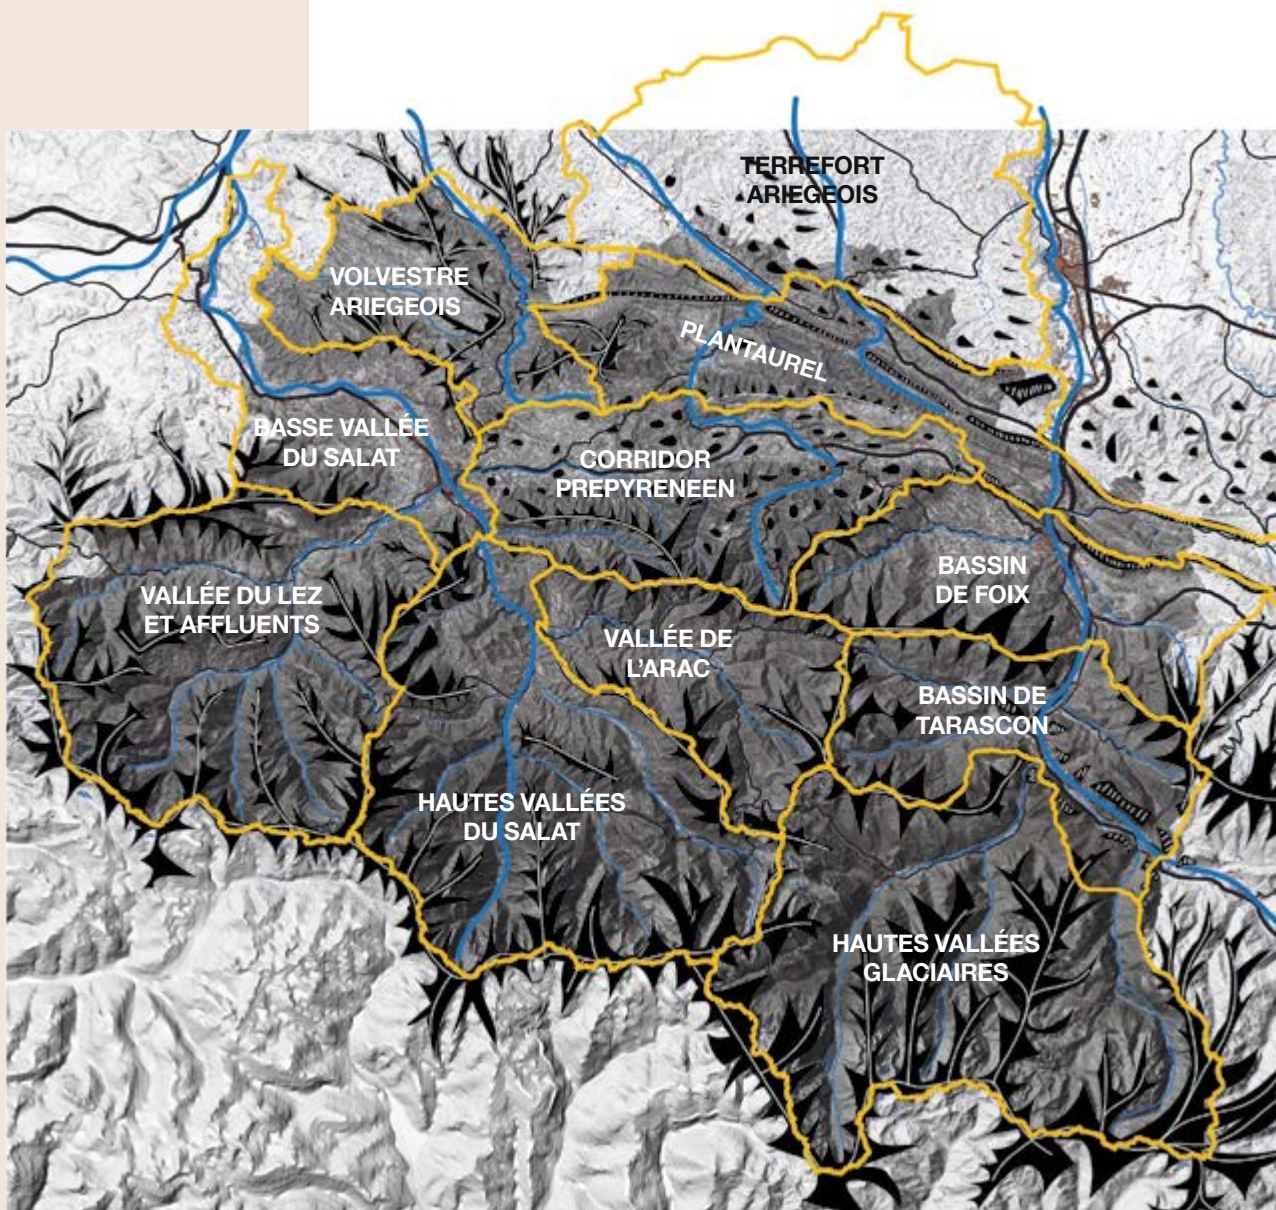 TERREFORT
ARIEGEOIS
VOLVESTRE
ARIEGEOIS
PLANTAUREL
BASSE VALLÉE
DU SALAT
CORRIDOR
PREPYRENEEN
BASSIN
DE FOIX
VALLÉE DU LEZ
ET AFFLUENTS
VALLÉE DE
L'ARAC
BASSIN DE
TARASCON
HAUTES VALLÉES
DU SALAT
HAUTES VALLÉES
GLACIAIRES